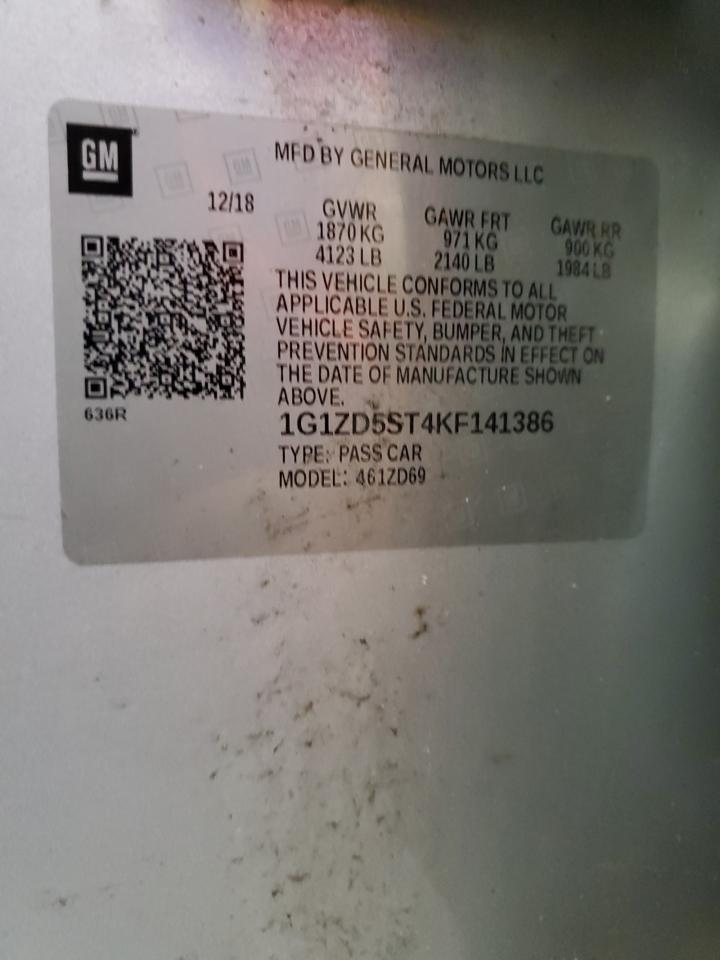 GM
MFD BY GENERAL MOTORS LLC
12/18
GVWR GAWR FRT GAWR RR
1870 KG 971 KG 900 KG
4123 LB 2140 LB 1984 LB
THIS VEHICLE CONFORMS TO ALL
APPLICABLE U.S. FEDERAL MOTOR
VEHICLE SAFETY, BUMPER, AND THEFT
PREVENTION STANDARDS IN EFFECT ON
THE DATE OF MANUFACTURE SHOWN
ABOVE.
636R
1G1ZD5ST4KF141386
TYPE: PASS CAR
MODEL: 461ZD69